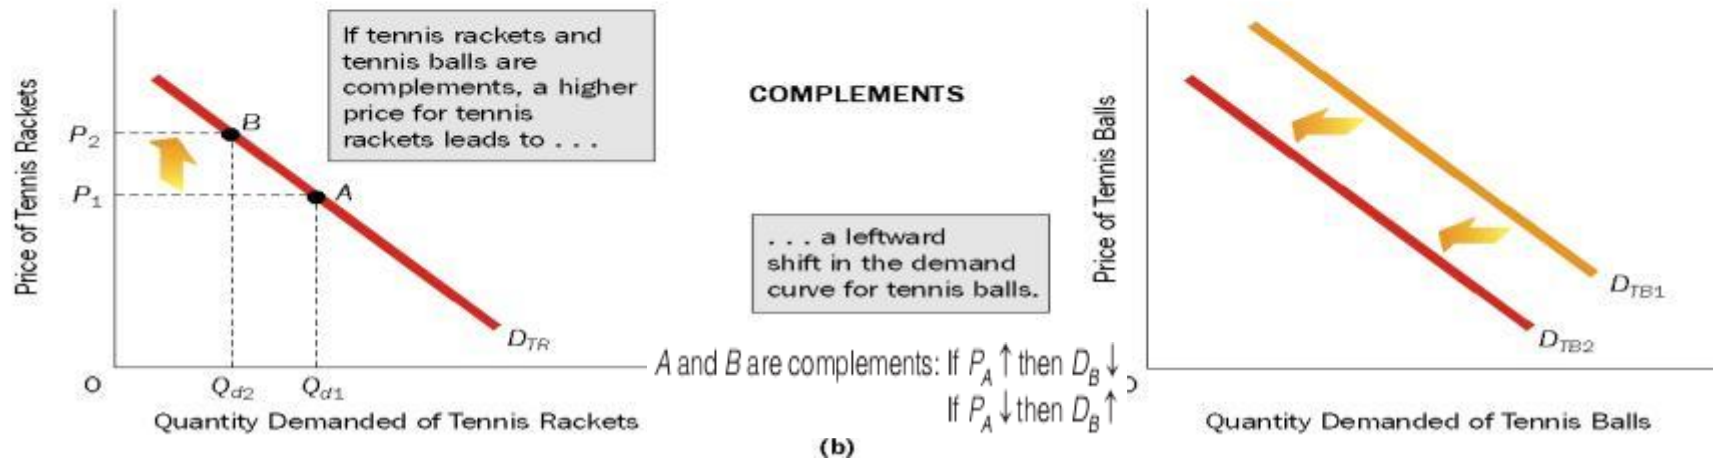 Price of Tennis Rackets
P2
P1
B
A
DTR
O
Qd2
Qd1
Quantity Demanded of Tennis Rackets
If tennis rackets and
tennis balls are
complements, a higher
price for tennis
rackets leads to . . .
COMPLEMENTS
. . . a leftward
shift in the demand
curve for tennis balls.
A and B are complements: If PA ↑ then DB ↓
If PA ↓ then DB ↑
(b)
Price of Tennis Balls
DTB1
DTB2
Quantity Demanded of Tennis Balls